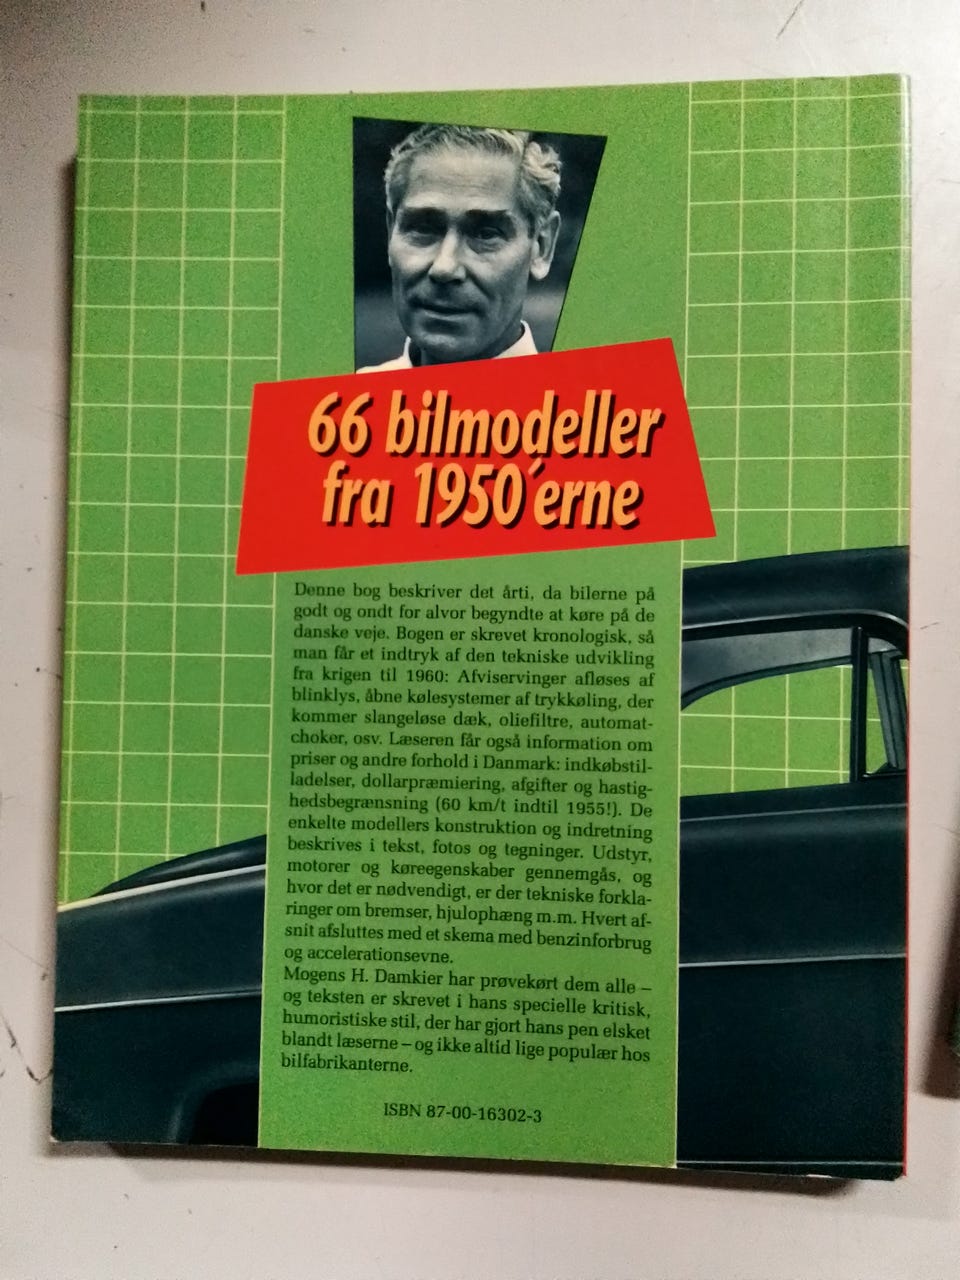 66 bilmodeller
fra 1950'erne
Denne bog beskriver det årti, da bilerne på
godt og ondt for alvor begyndte at køre på de
danske veje. Bogen er skrevet kronologisk, så
man får et indtryk af den tekniske udvikling
fra krigen til 1960: Afviservinger afløses af
blinklys, åbne kølesystemer af trykkøling, der
kommer slangeløse dæk, oliefiltre, automat-
choker, osv. Læseren får også information om
priser og andre forhold i Danmark: indkøbstil-
ladelser, dollarpræmiering, afgifter og hastig-
hedsbegrænsning (60 km/t indtil 1955!). De
enkelte modellers konstruktion og indretning
beskrives i tekst, fotos og tegninger. Udstyr,
motorer og køreegenskaber gennemgås, og
hvor det er nødvendigt, er der tekniske forkla-
ringer om bremser, hjulophæng m.m. Hvert af-
snit afsluttes med et skema med benzinforbrug
og accelerationsevne.
Mogens H. Damkier har prøvekørt dem alle –
og teksten er skrevet i hans specielle kritisk,
humoristiske stil, der har gjort hans pen elsket
blandt læserne – og ikke altid lige populær hos
bilfabrikanterne.
ISBN 87-00-16302-3